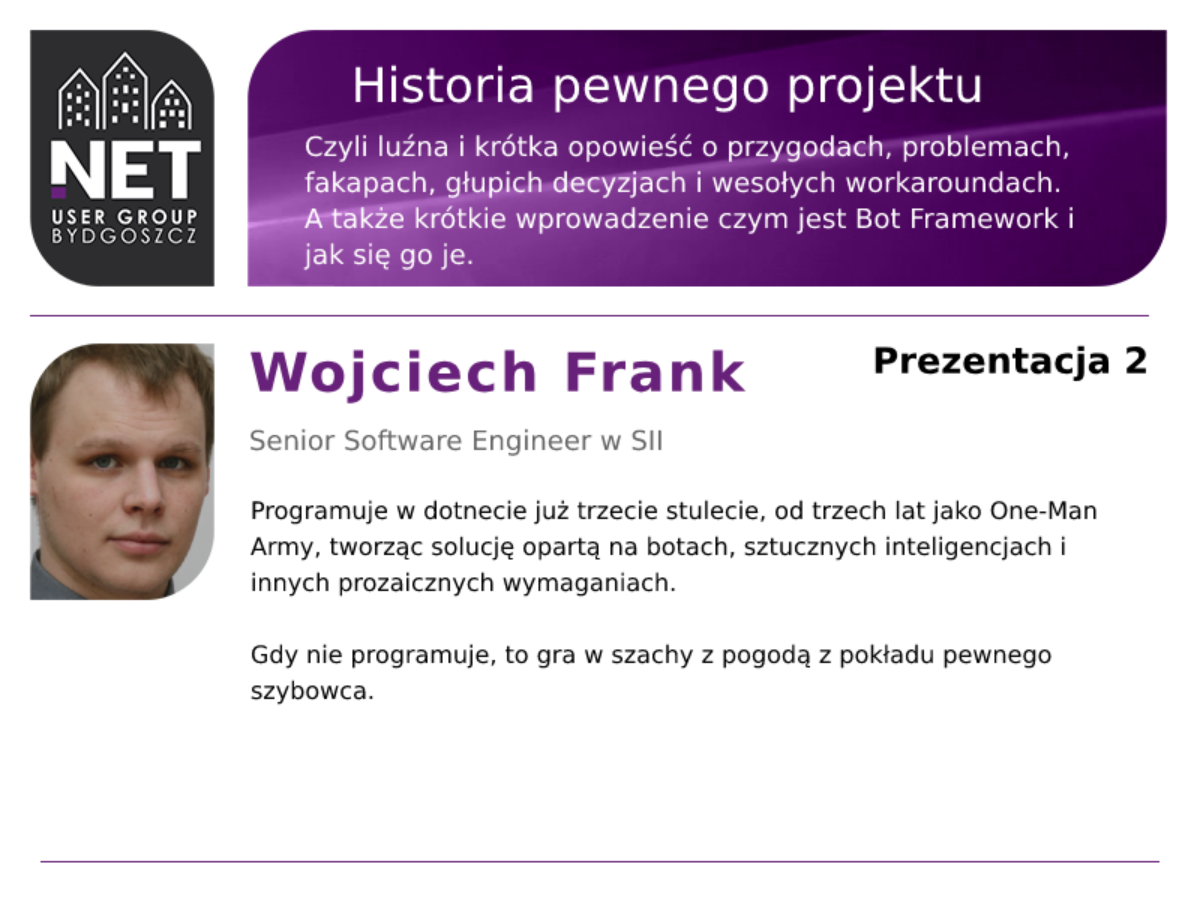 NET
USER GROUP
BYDGOSZCZ
Historia pewnego projektu
Czyli luźna i krótka opowieść o przygodach, problemach,
fakapach, głupich decyzjach i wesołych workaroundach.
A także krótkie wprowadzenie czym jest Bot Framework i
jak się go je.
Wojciech Frank
Prezentacja 2
Senior Software Engineer w SII
Programuje w dotnecie już trzecie stulecie, od trzech lat jako One-Man
Army, tworząc solucję opartą na botach, sztucznych inteligencjach i
innych prozaicznych wymaganiach.
Gdy nie programuje, to gra w szachy z pogodą z pokładu pewnego
szybowca.